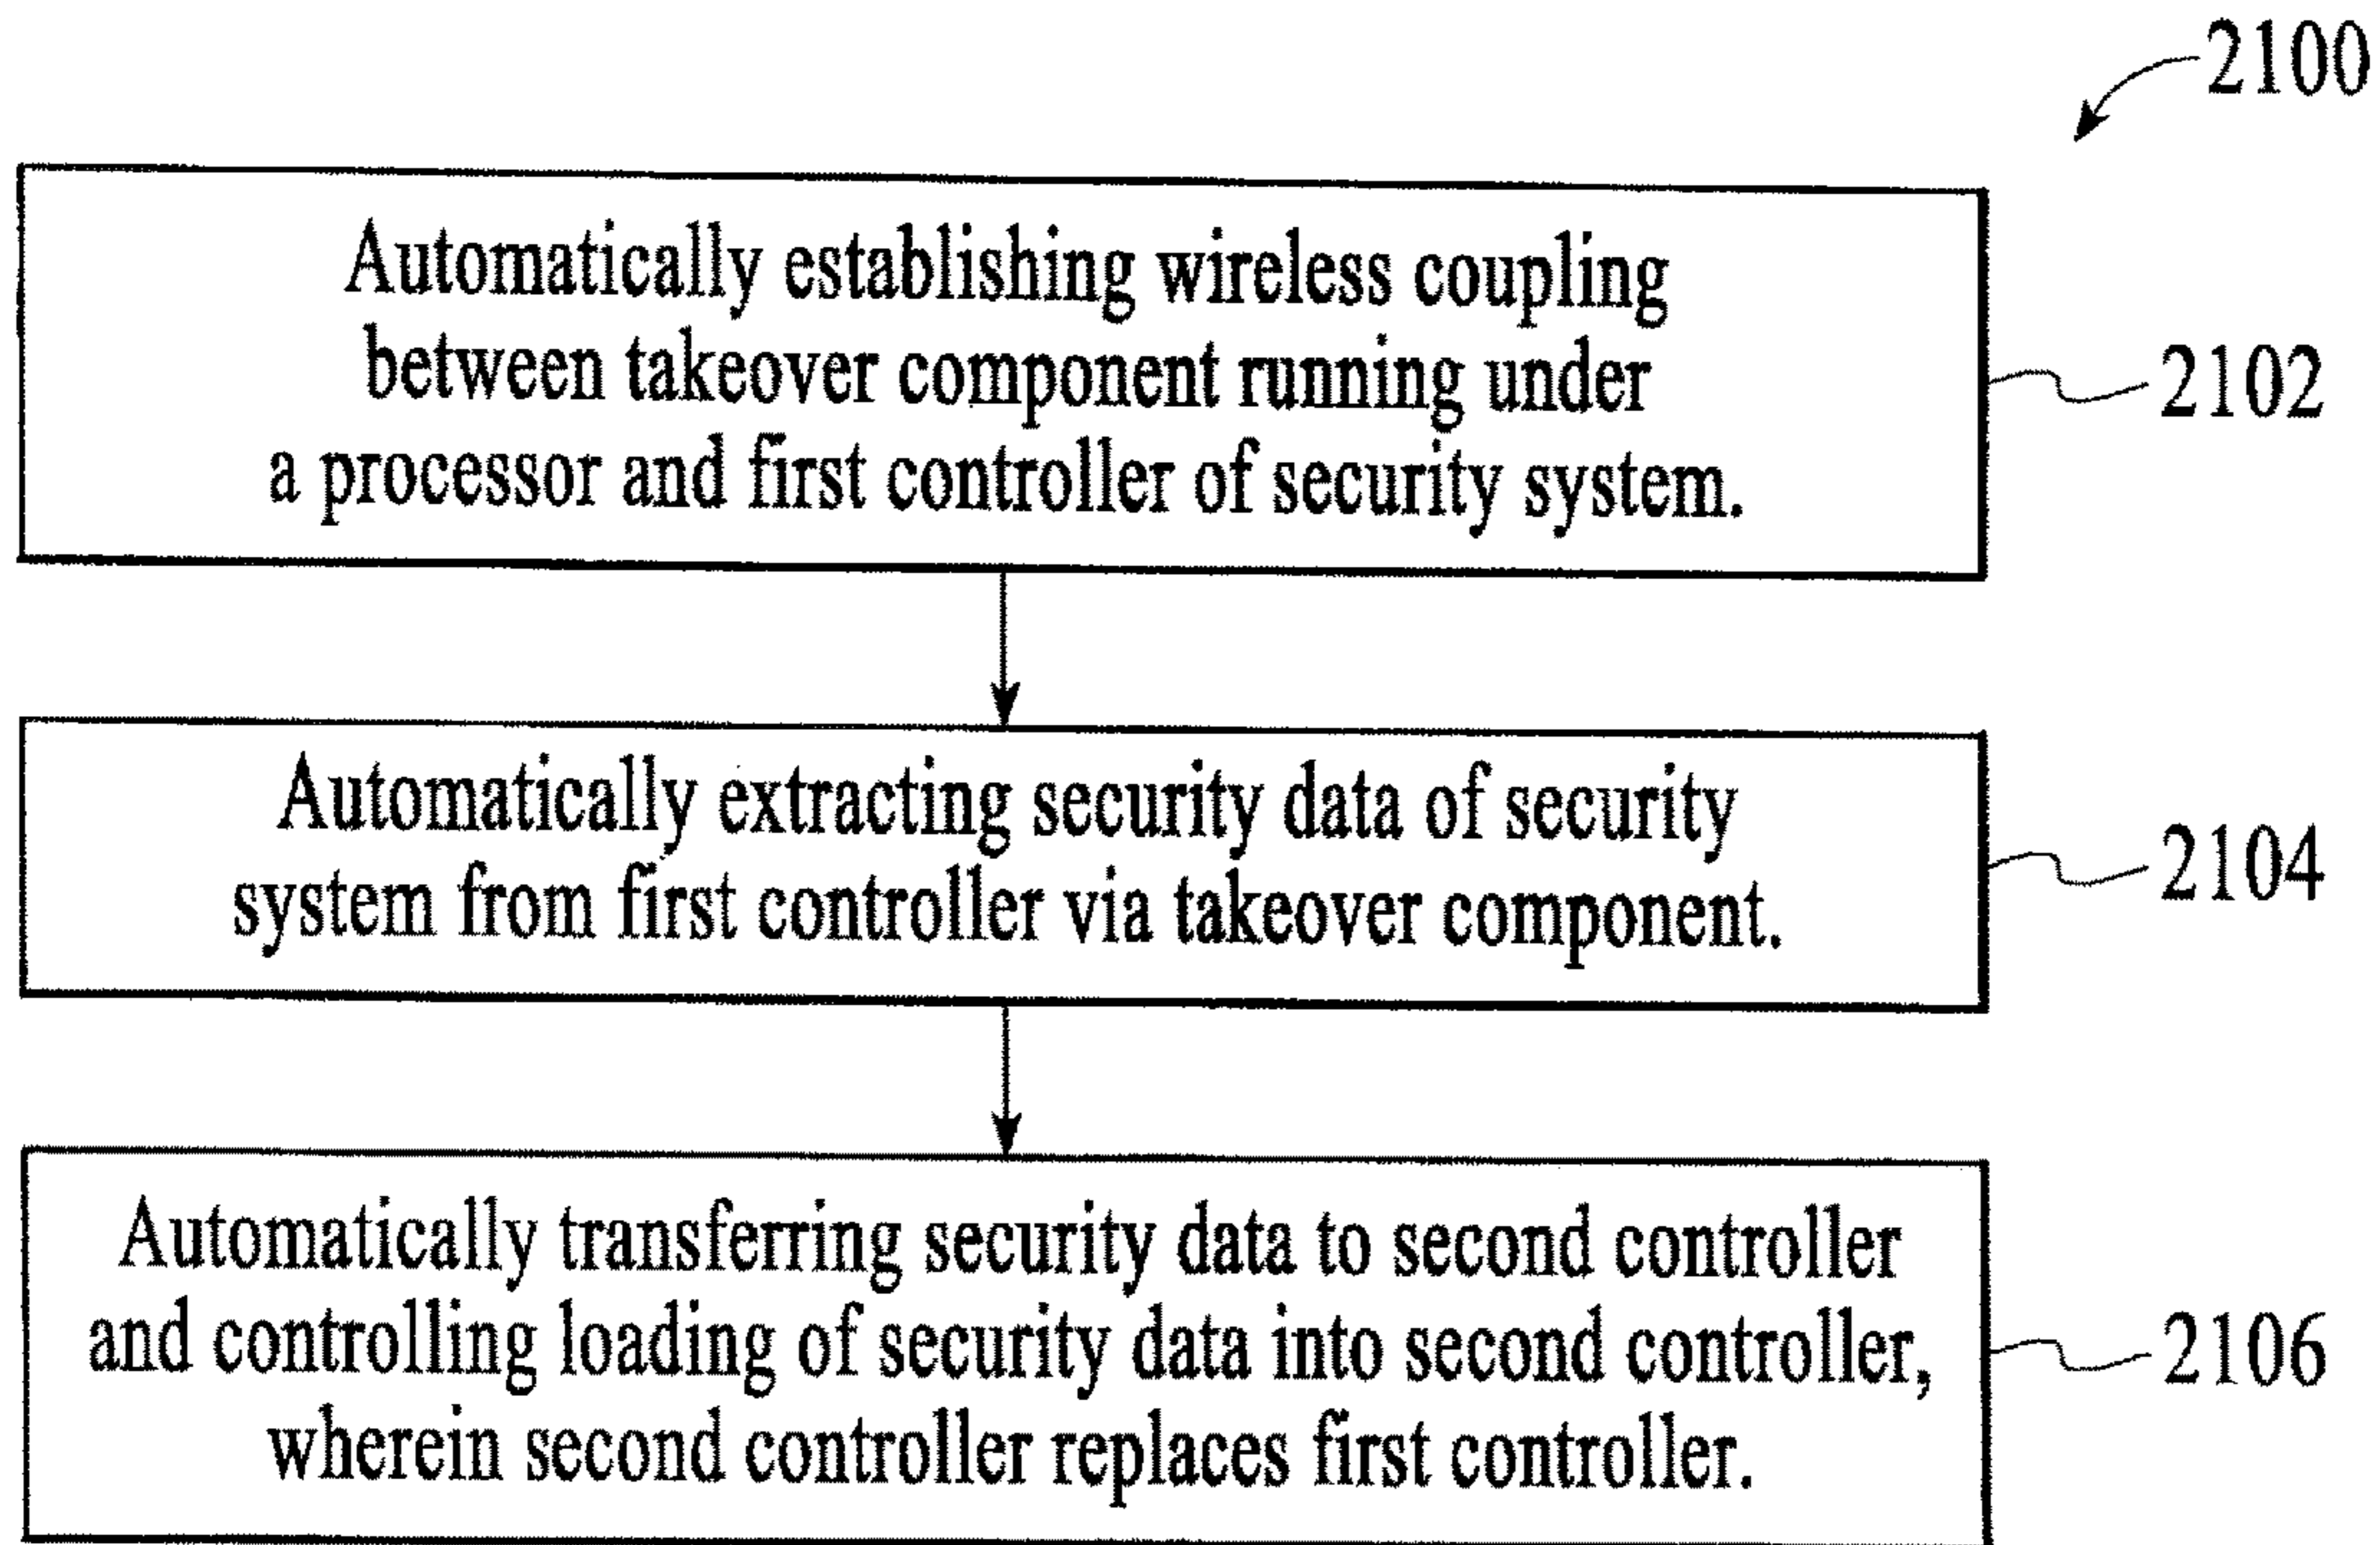 2100
Automatically establishing wireless coupling
between takeover component running under
a processor and first controller of security system.
2102
Automatically extracting security data of security
system from first controller via takeover component.
2104
Automatically transferring security data to second controller
and controlling loading of security data into second controller,
wherein second controller replaces first controller.
2106